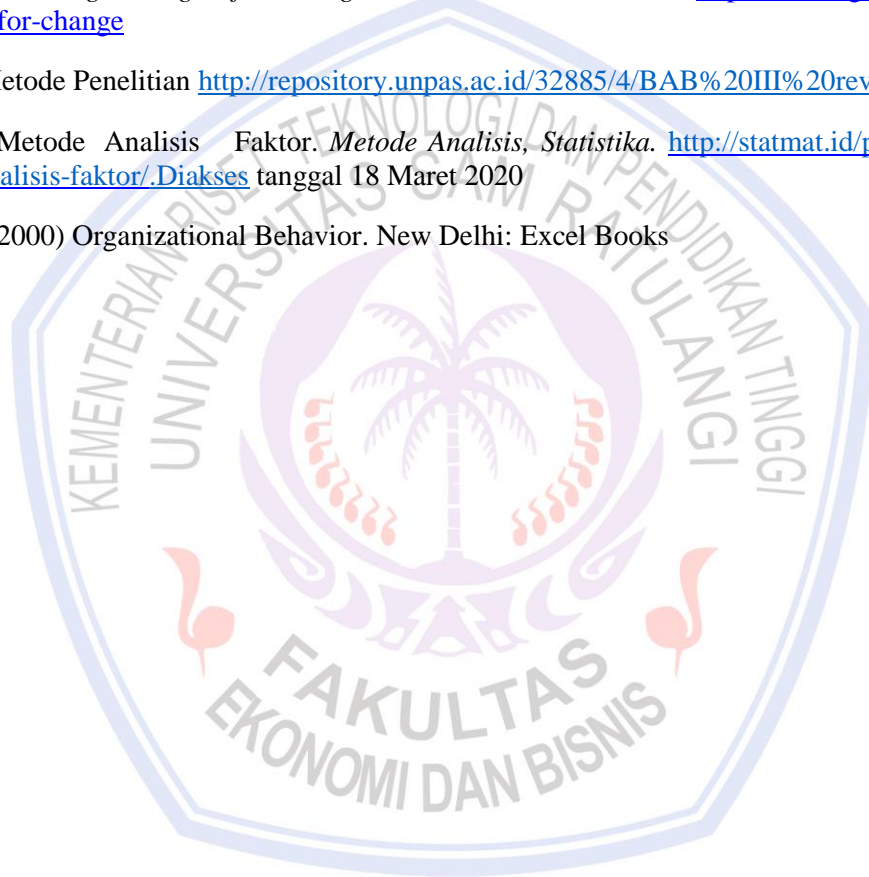 for-change
etode Penelitian http://repository.unpas.ac.id/32885/4/BAB%20III%20rev
Metode Analisis Faktor. Metode Analisis, Statistika. http://statmat.id/p
alisis-faktor/.Diakses tanggal 18 Maret 2020
2000) Organizational Behavior. New Delhi: Excel Books
KEMENTERIAN RISET TEKNOLOGI DAN PENDIDIKAN TINGGI
UNIVERSITAS SAM RATULANGI
FAKULTAS
EKONOMI DAN BISNIS